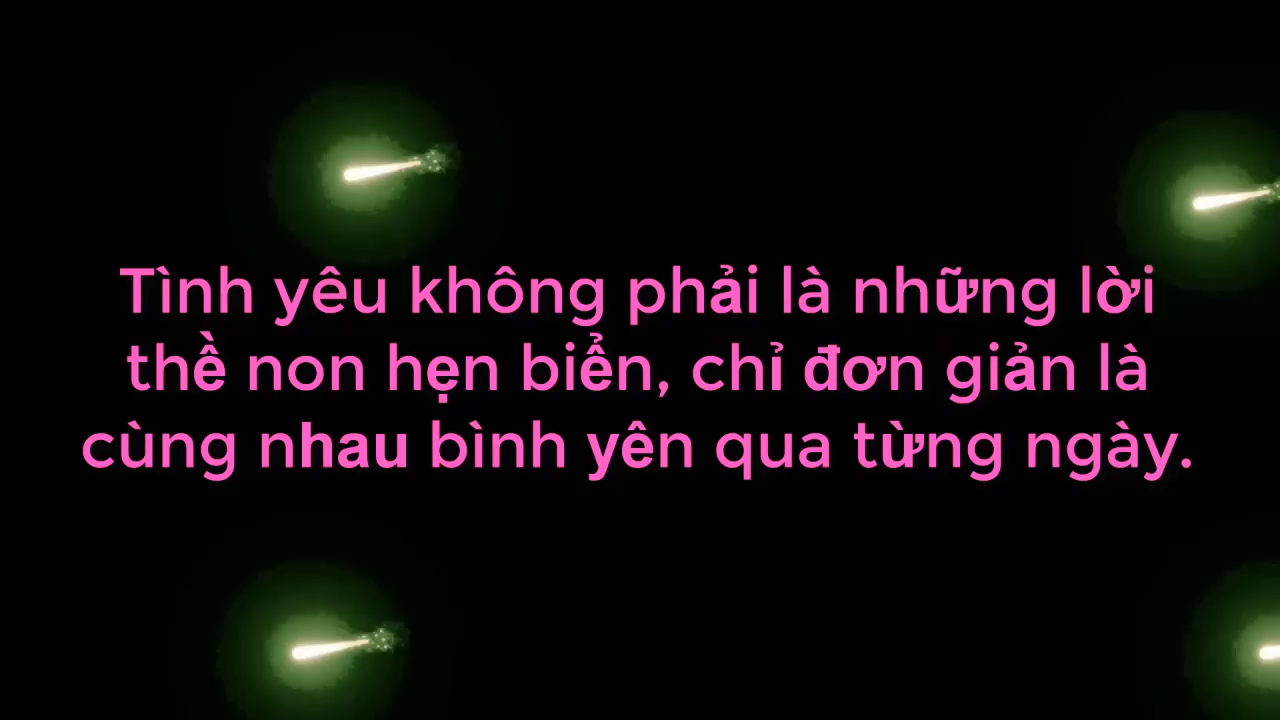 Tình yêu không phải là những lời
thề non hẹn biển, chỉ đơn giản là
cùng nhau bình yên qua từng ngày.